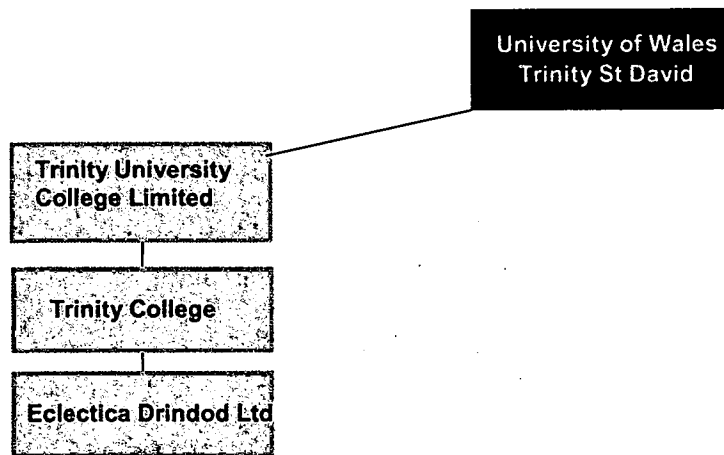 University of Wales
Trinity St David
Trinity University
College Limited
Trinity College
Eclectica Drindod Ltd